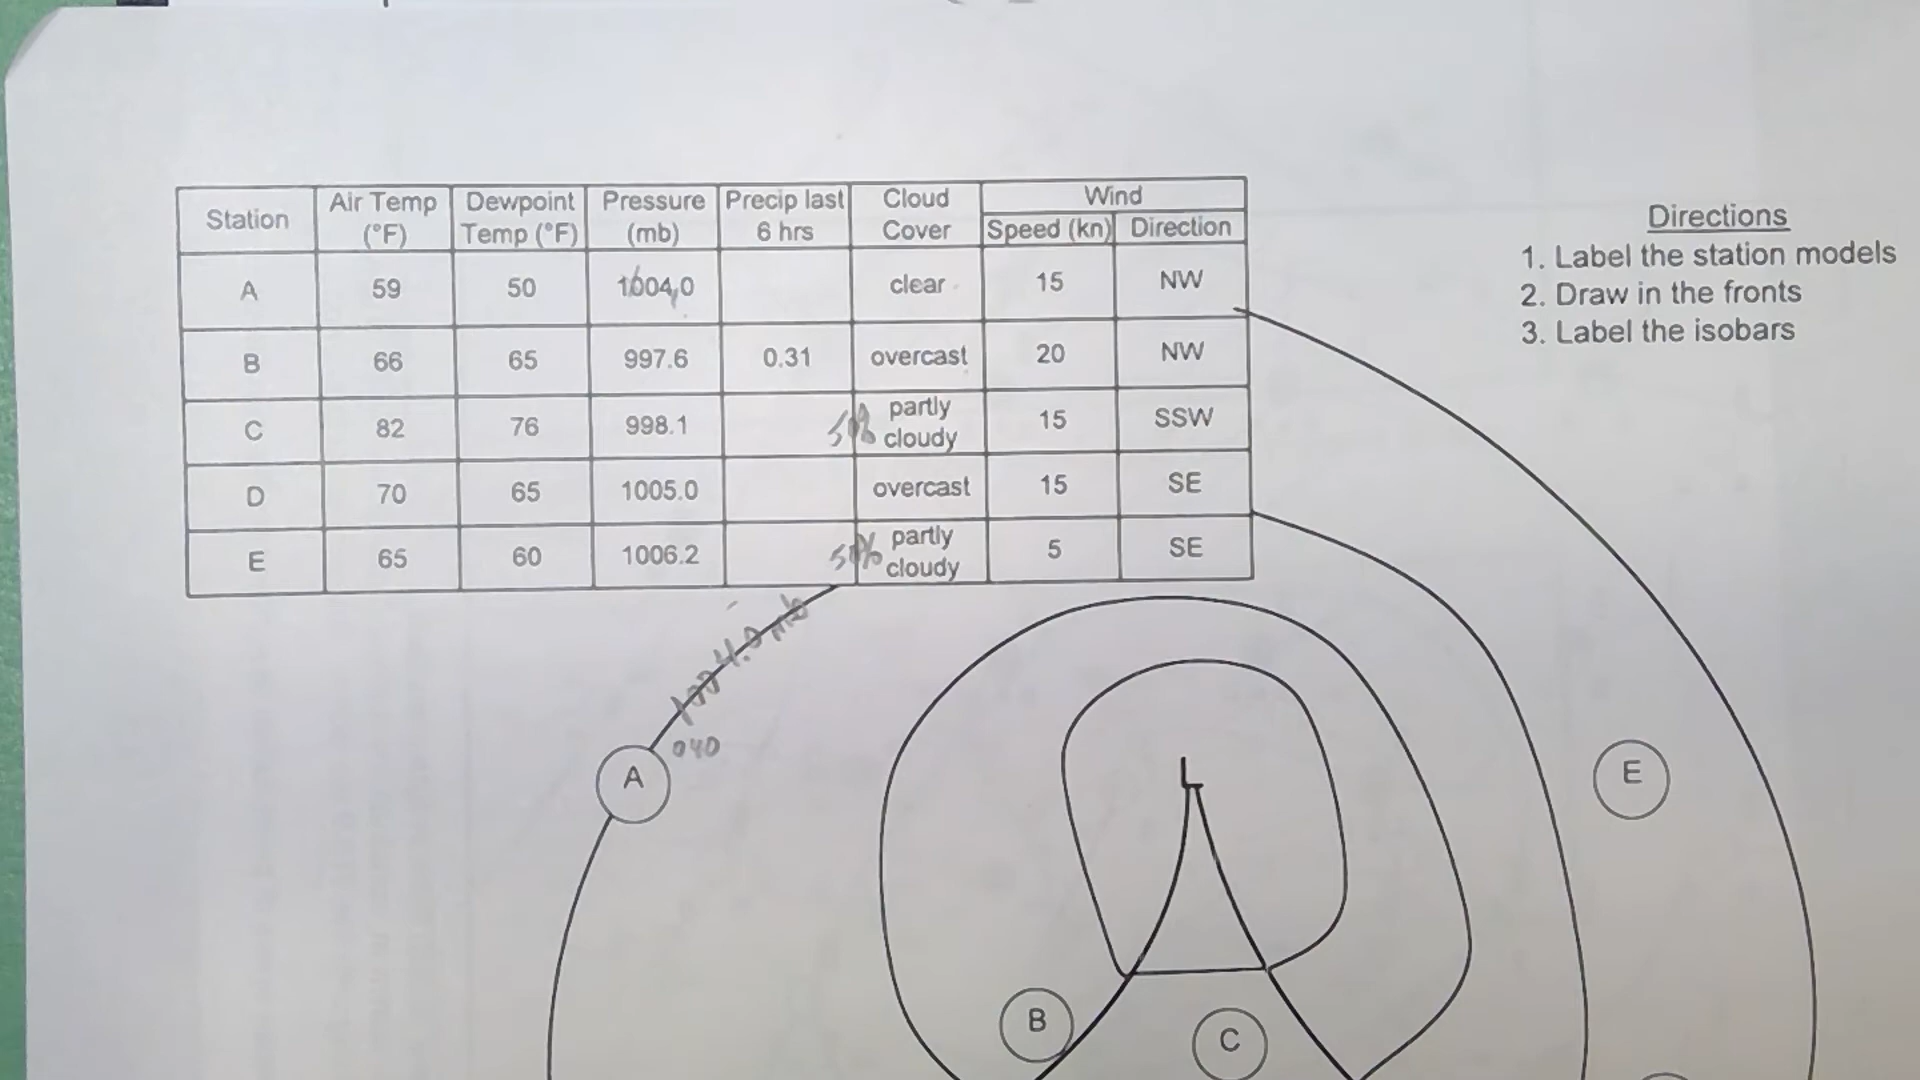 Station Air Temp (°F) Dewpoint Temp (°F) Pressure (mb) Precip last 6 hrs Cloud Cover Wind Speed (kn) Direction
A 59 50 1004.0 clear 15 NW
B 66 65 997.6 0.31 overcast 20 NW
C 82 76 998.1 50% partly cloudy 15 SSW
D 70 65 1005.0 overcast 15 SE
E 65 60 1006.2 50% partly cloudy 5 SE
Directions
1. Label the station models
2. Draw in the fronts
3. Label the isobars
1004.0 mb
040
A
E
L
B
C